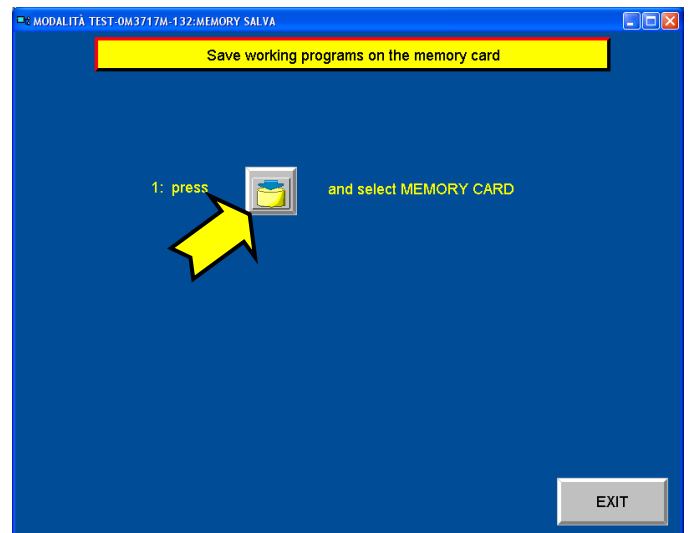 MODALITÀ TEST-0M3717M-132:MEMORY SALVA
Save working programs on the memory card
1: press and select MEMORY CARD
EXIT